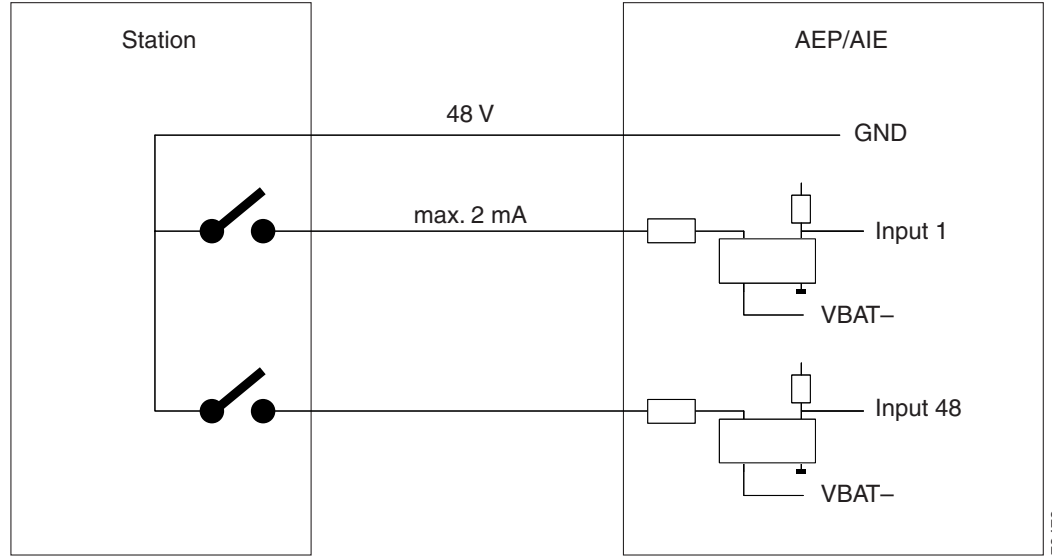 Station
AEP/AIE
48 V
GND
max. 2 mA
Input 1
VBAT–
Input 48
VBAT–